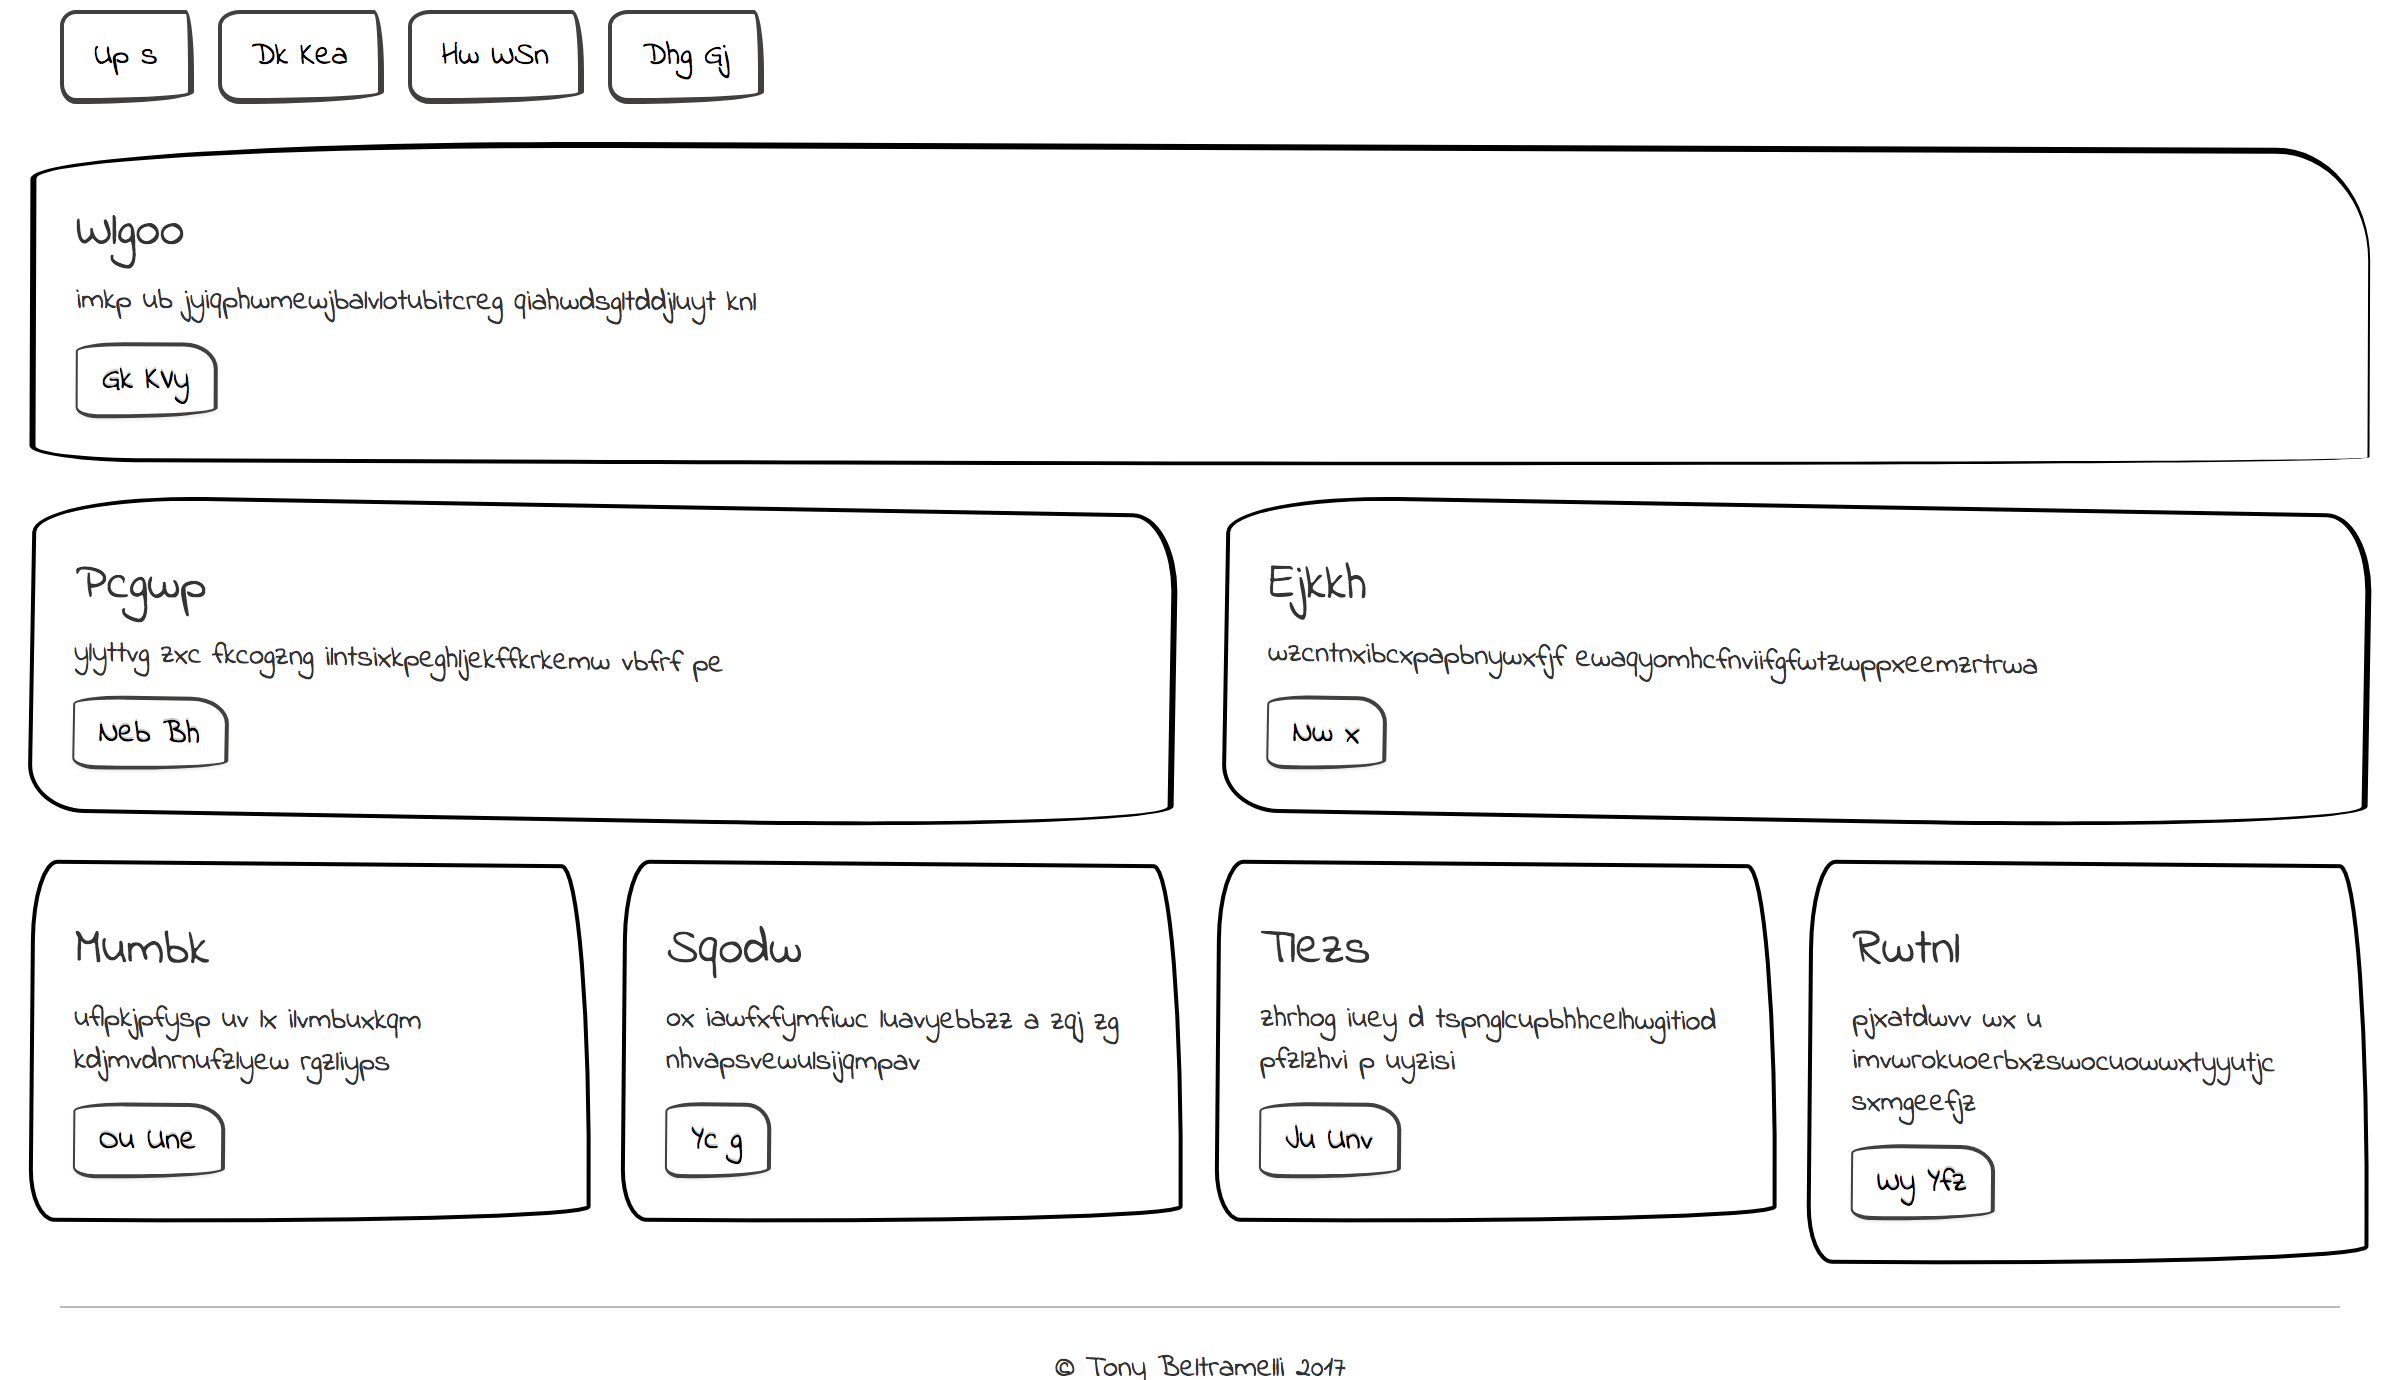 Up s
Dk Kea
Hw WSn
Dhg Gj
Wlgoo
imkp ub jyiqphwmewjbalvlotubitcreg qiahwdsgltddjluyt knl
Gk KVy
Pcgwp
ylyttvg zxc fkcogzng ilntsixkpeghljekffkrkemw vbfrf pe
Neb Bh
Ejkkh
wzcntnxibcxpapbnywxfjf ewaqyomhcfnviifgfwtzwppxeemzrtrwa
Nw x
Mumbk
uflpkjpfysp uv lx ilvmbuxkqm
kdjmvdnrnufzlyew rgzliyps
Ou Une
Sqodw
ox iawfxfymfiwc luavyebbzz a zqj zg
nhvapsvewulsijqmpav
Yc g
Tlezs
zhrhog iuey d tspnglcupbhhcelhwgitiod
pfzlzhvi p uyzisi
Ju Unv
Rwtnl
pjxatdwvv wx u
imvwrokuoerbxzswocuowwxtyyutjc
sxmgeefjz
Wy Yfz
© Tony Beltramelli 2017